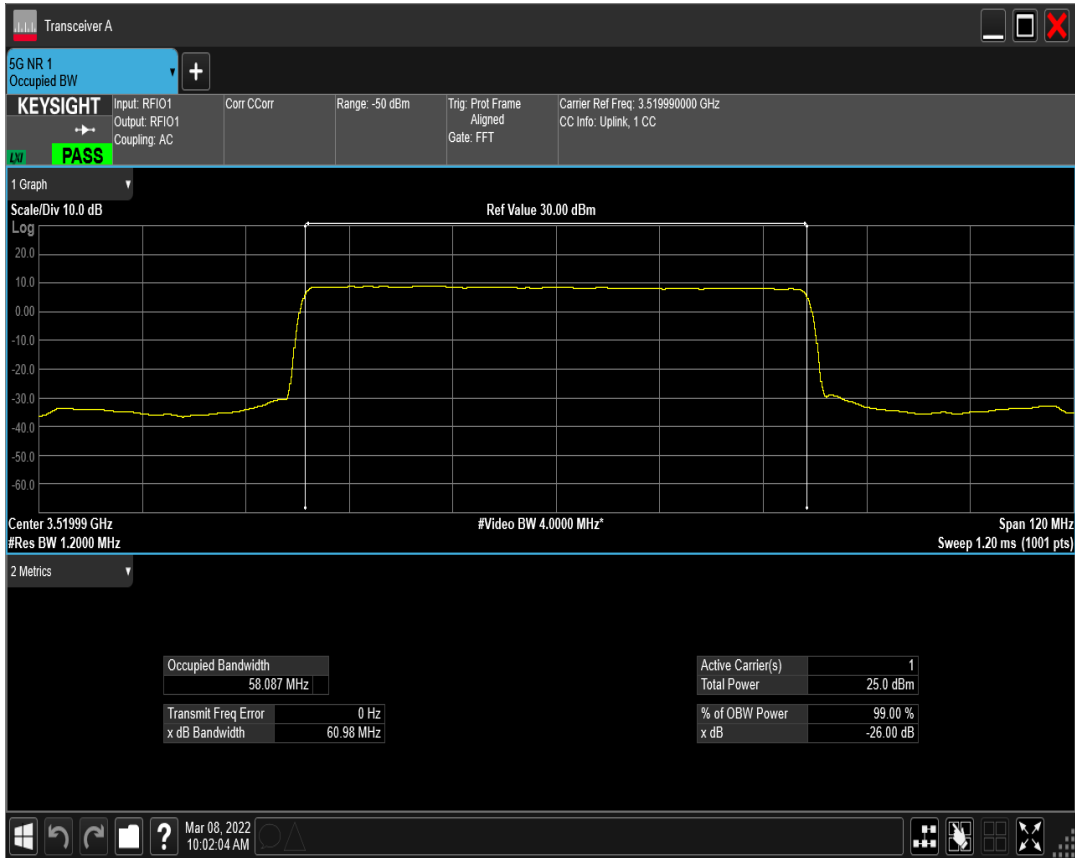 Transceiver A
5G NR 1
Occupied BW
KEYSIGHT
LXI
PASS
Input: RFIO1
Output: RFIO1
Coupling: AC
Corr CCorr
Range: -50 dBm
Trig: Prot Frame
Aligned
Gate: FFT
Carrier Ref Freq: 3.519990000 GHz
CC Info: Uplink, 1 CC
1 Graph
Scale/Div 10.0 dB
Ref Value 30.00 dBm
Log
20.0
10.0
0.00
-10.0
-20.0
-30.0
-40.0
-50.0
-60.0
Center 3.51999 GHz
#Video BW 4.0000 MHz*
Span 120 MHz
#Res BW 1.2000 MHz
Sweep 1.20 ms (1001 pts)
2 Metrics
Occupied Bandwidth
58.087 MHz
Transmit Freq Error 0 Hz
x dB Bandwidth 60.98 MHz
Active Carrier(s) 1
Total Power 25.0 dBm
% of OBW Power 99.00 %
x dB -26.00 dB
Mar 08, 2022
10:02:04 AM